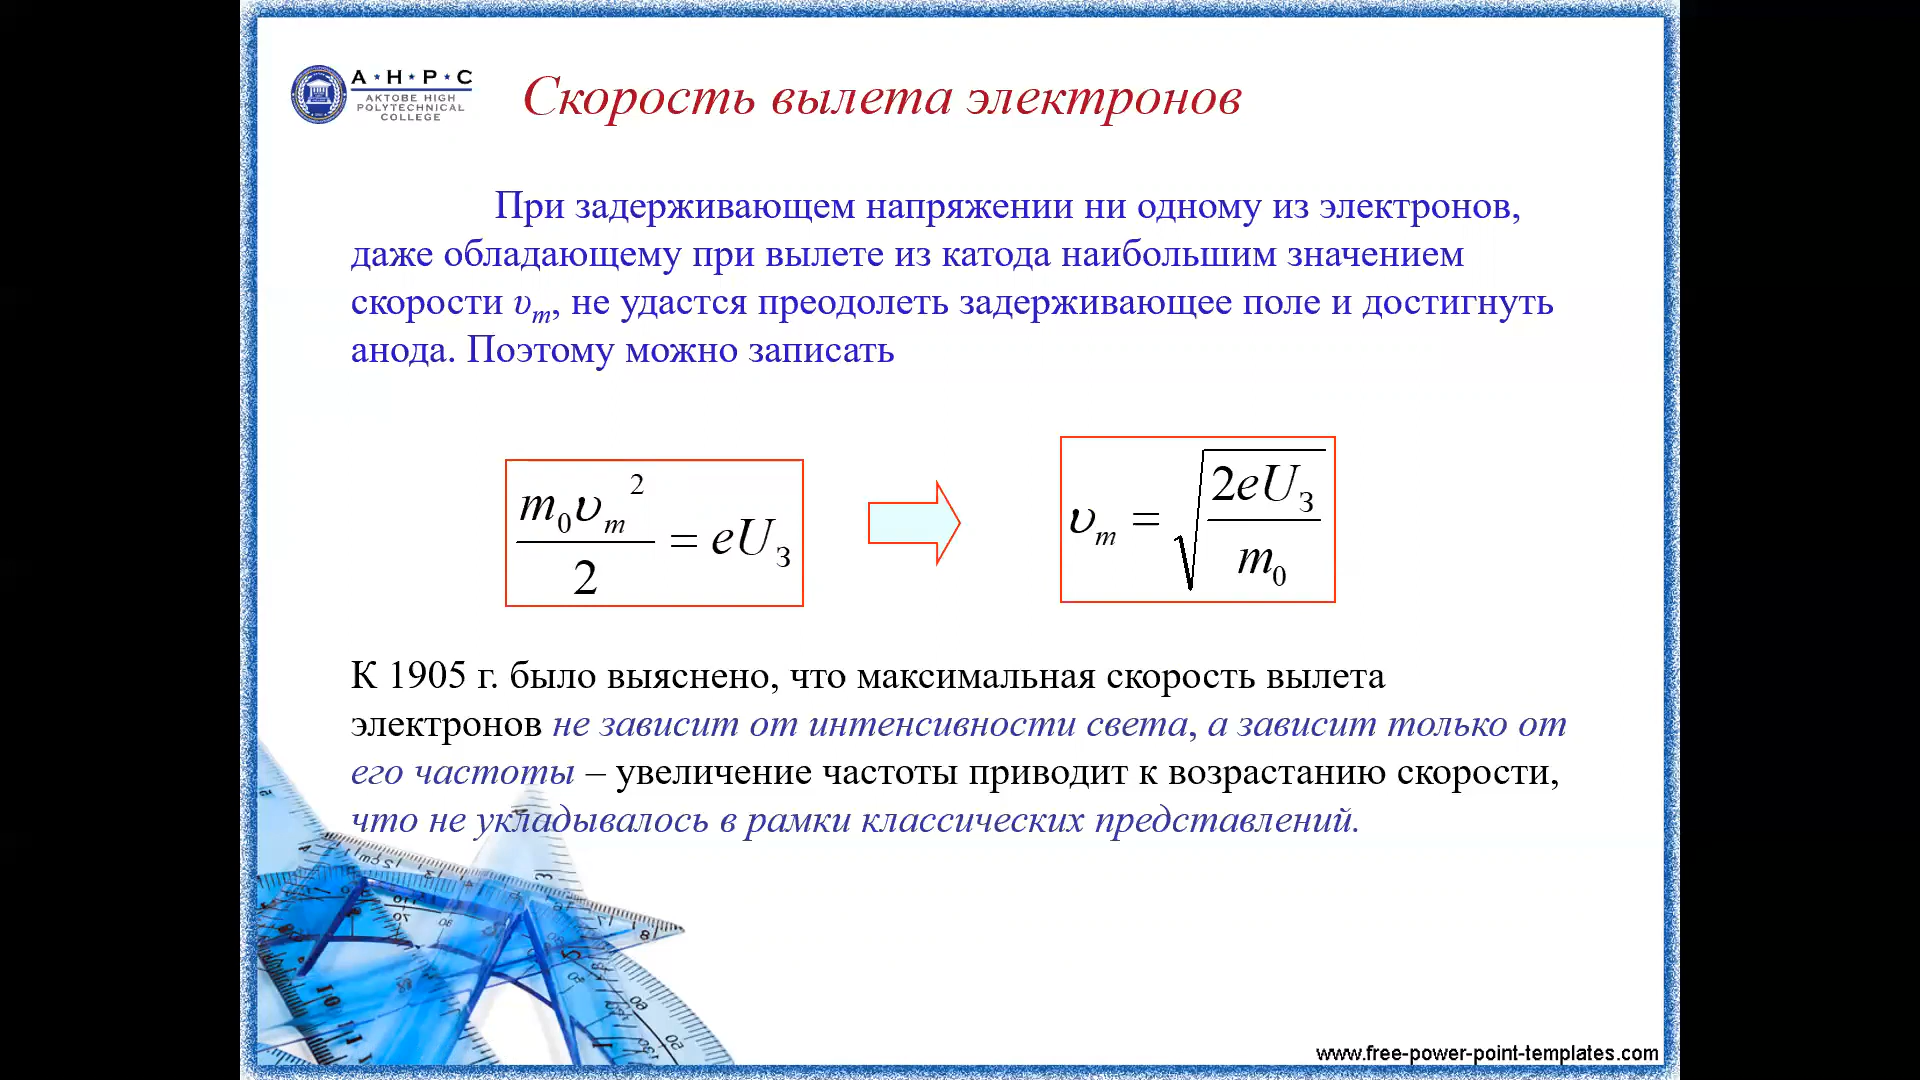 A★H★P★C
AKTOBE HIGH
POLYTECHNICAL
COLLEGE
Скорость вылета электронов
При задерживающем напряжении ни одному из электронов,
даже обладающему при вылете из катода наибольшим значением
скорости υm, не удастся преодолеть задерживающее поле и достигнуть
анода. Поэтому можно записать
m₀υm² / 2 = eUЗ
υm = √(2eUЗ / m₀)
К 1905 г. было выяснено, что максимальная скорость вылета
электронов не зависит от интенсивности света, а зависит только от
его частоты – увеличение частоты приводит к возрастанию скорости,
что не укладывалось в рамки классических представлений.
www.free-power-point-templates.com